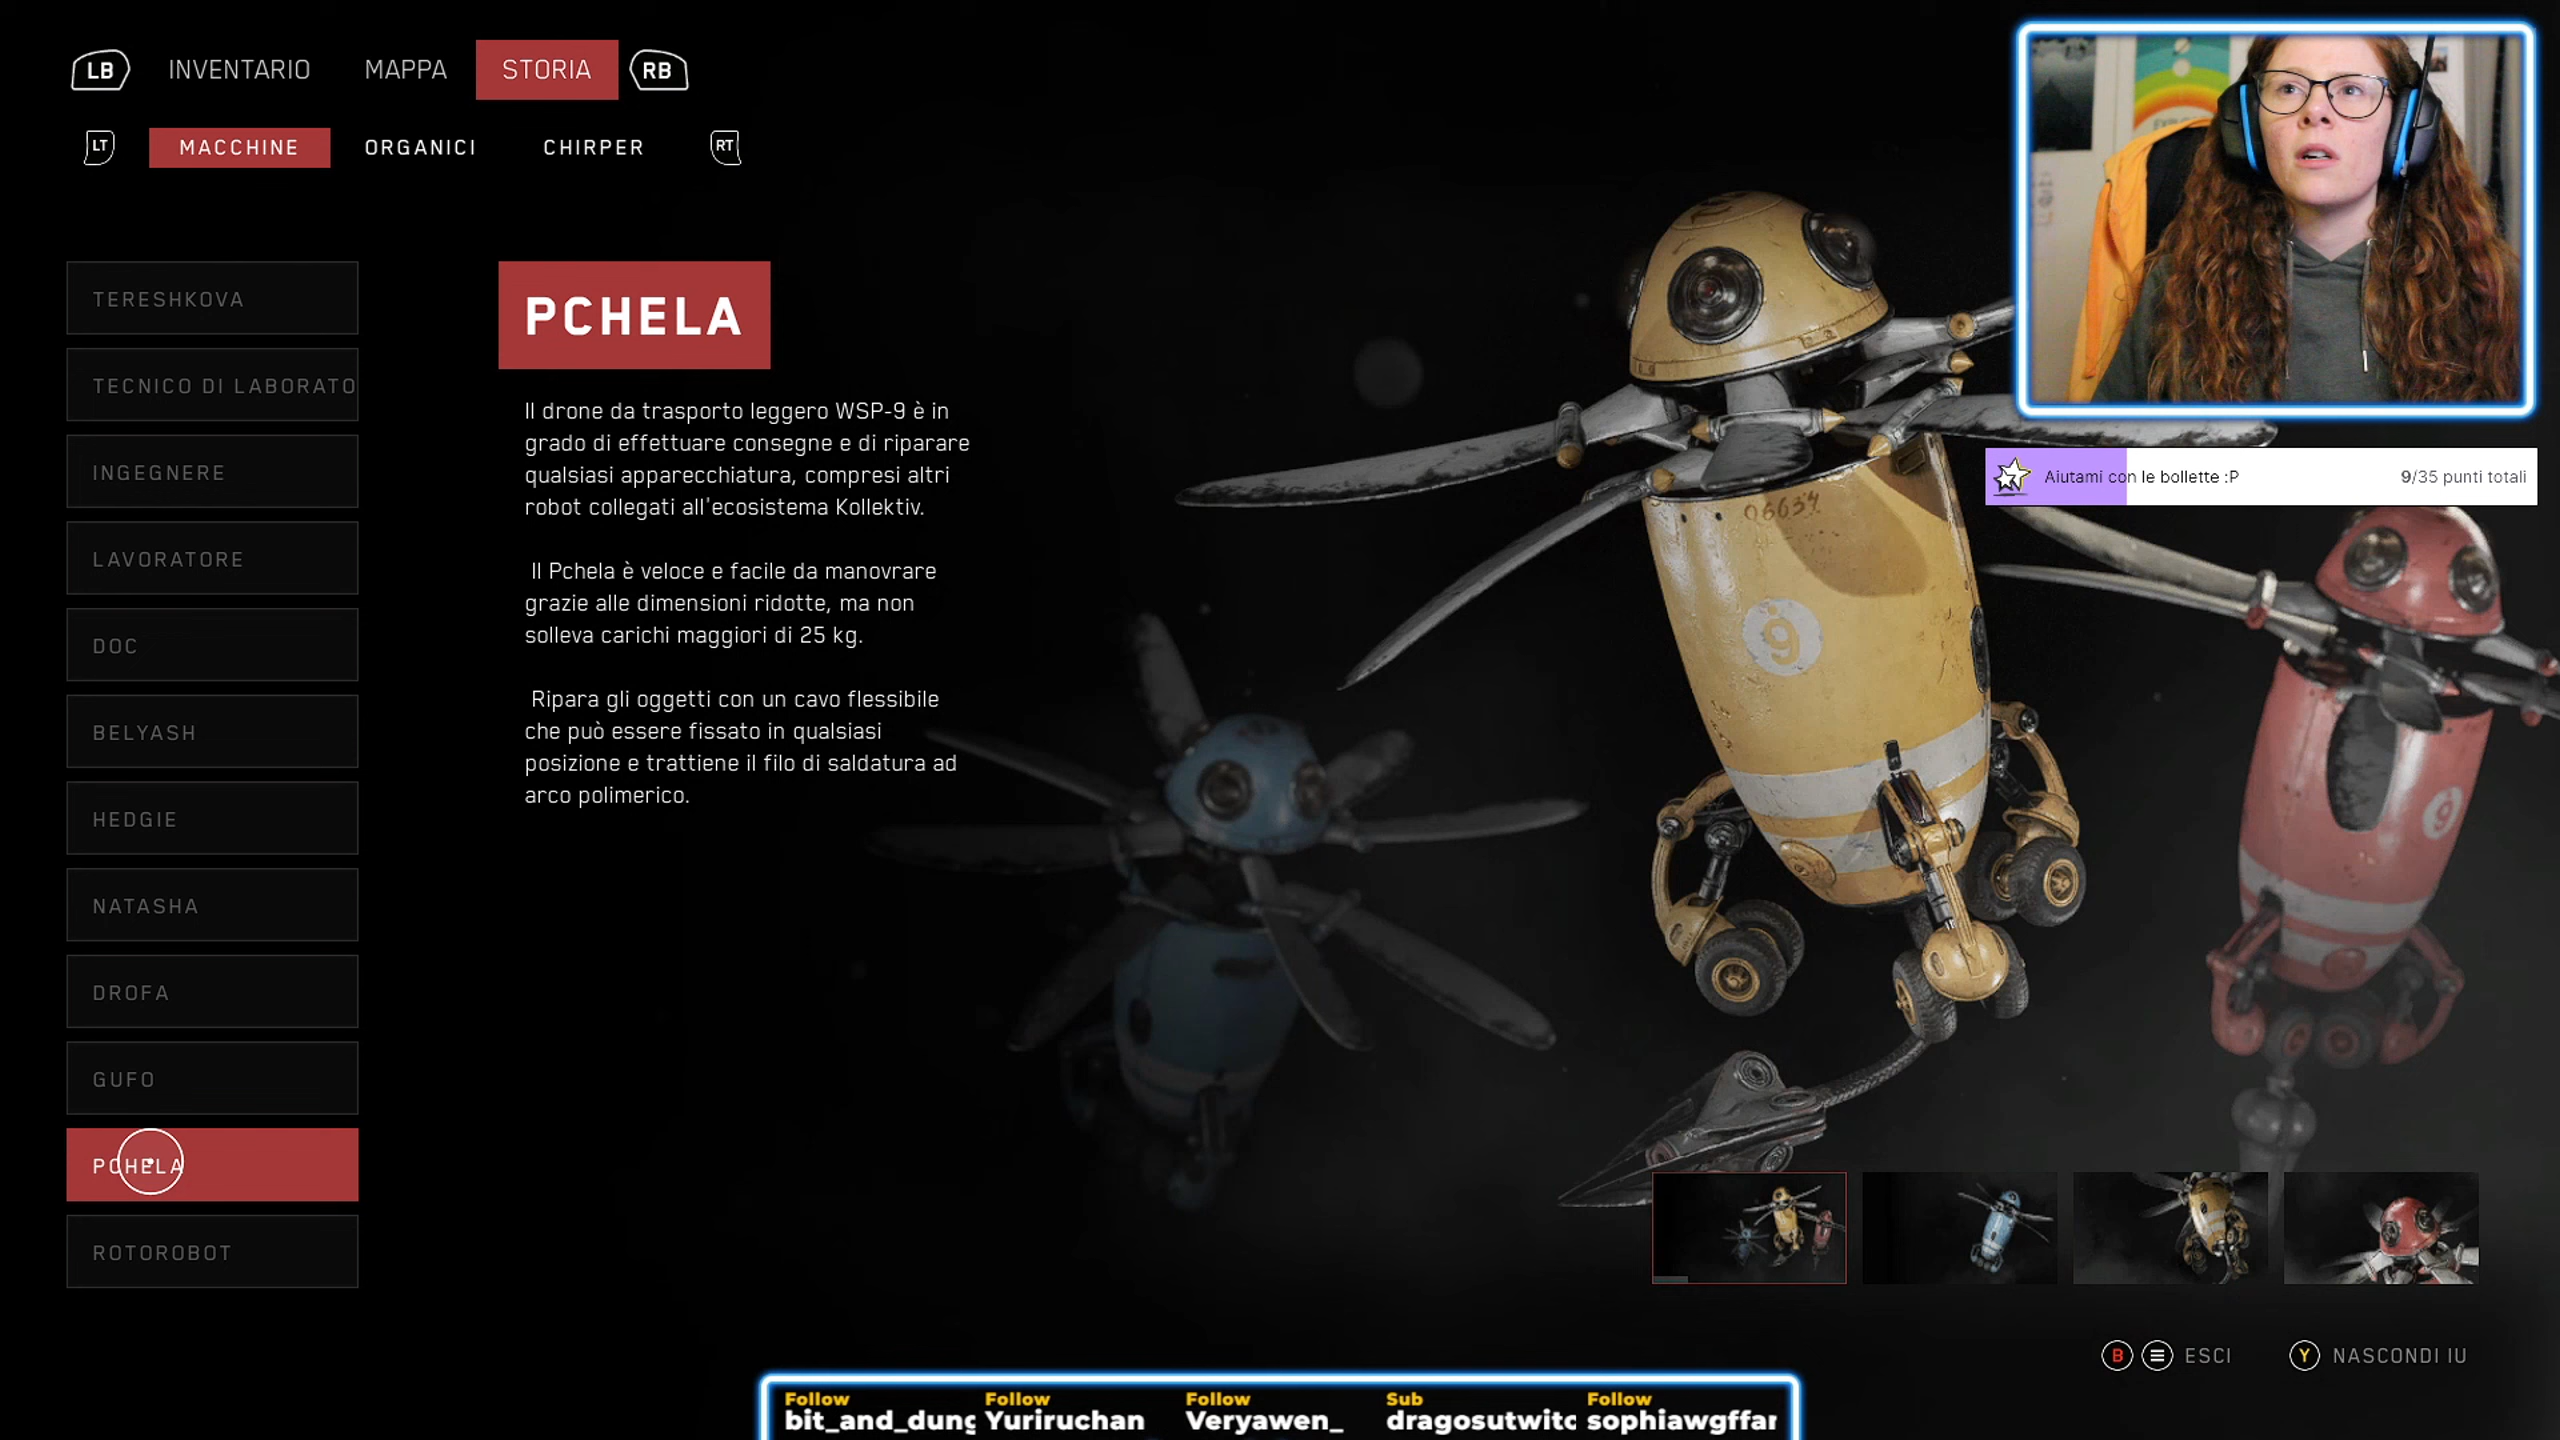 LB INVENTARIO MAPPA STORIA RB
LT MACCHINE ORGANICI CHIRPER RT
TERESHKOVA
TECNICO DI LABORATO
INGEGNERE
LAVORATORE
DOC
BELYASH
HEDGIE
NATASHA
DROFA
GUFO
PCHELA
ROTOROBOT
PCHELA
Il drone da trasporto leggero WSP-9 è in
grado di effettuare consegne e di riparare
qualsiasi apparecchiatura, compresi altri
robot collegati all'ecosistema Kollektiv.
Il Pchela è veloce e facile da manovrare
grazie alle dimensioni ridotte, ma non
solleva carichi maggiori di 25 kg.
Ripara gli oggetti con un cavo flessibile
che può essere fissato in qualsiasi
posizione e trattiene il filo di saldatura ad
arco polimerico.
06634
9
9
Aiutami con le bollette :P 9/35 punti totali
B ESCI Y NASCONDI IU
Follow Follow Follow Sub Follow
bit_and_dung Yuriruchan Veryawen_ dragosutwitc sophiawgffar